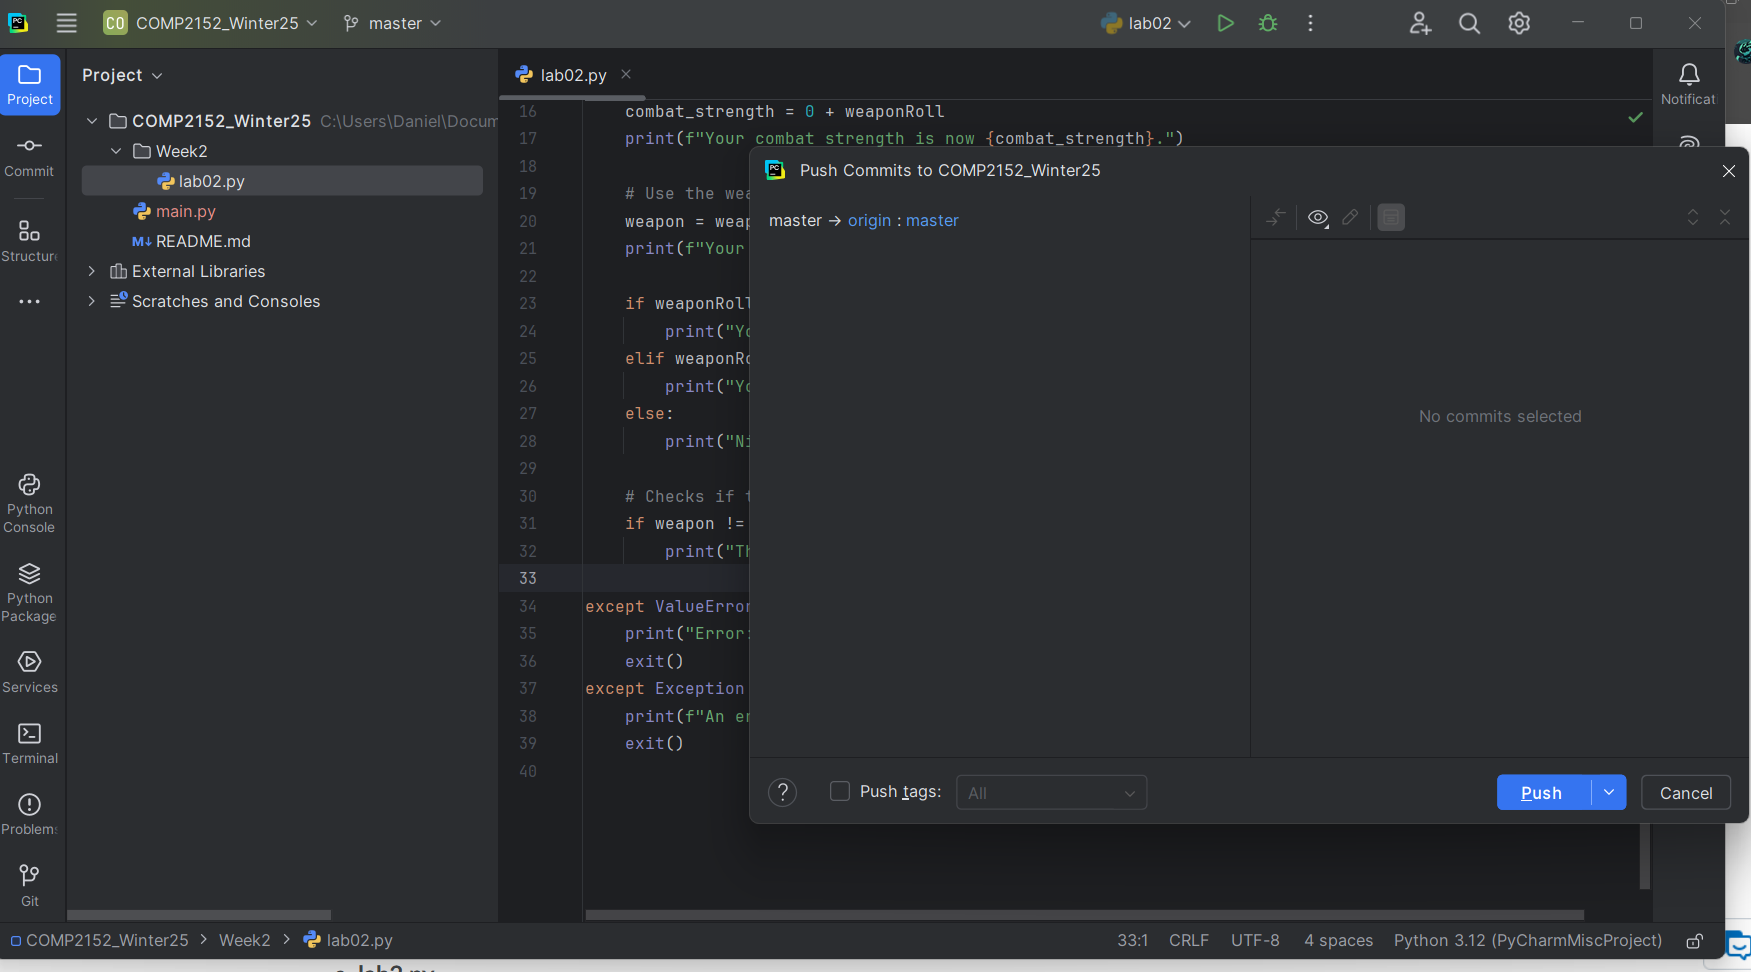 CO COMP2152_Winter25 master lab02
Project
Commit
Structure
Python Console
Python Package
Services
Terminal
Problems
Git
Project
COMP2152_Winter25 C:\Users\Daniel\Docum
Week2
lab02.py
main.py
M↓ README.md
External Libraries
Scratches and Consoles
lab02.py
Notificat
16 combat_strength = 0 + weaponRoll
17 print(f"Your combat strength is now {combat_strength}.")
18
19 # Use the wea
20 weapon = weap
21 print(f"Your
22
23 if weaponRoll
24 print("Yo
25 elif weaponRo
26 print("Yo
27 else:
28 print("Ni
29
30 # Checks if t
31 if weapon !=
32 print("Th
33
34 except ValueError
35 print("Error:
36 exit()
37 except Exception
38 print(f"An er
39 exit()
40
Push Commits to COMP2152_Winter25
master → origin : master
No commits selected
? Push tags: All Push Cancel
COMP2152_Winter25 > Week2 > lab02.py 33:1 CRLF UTF-8 4 spaces Python 3.12 (PyCharmMiscProject)